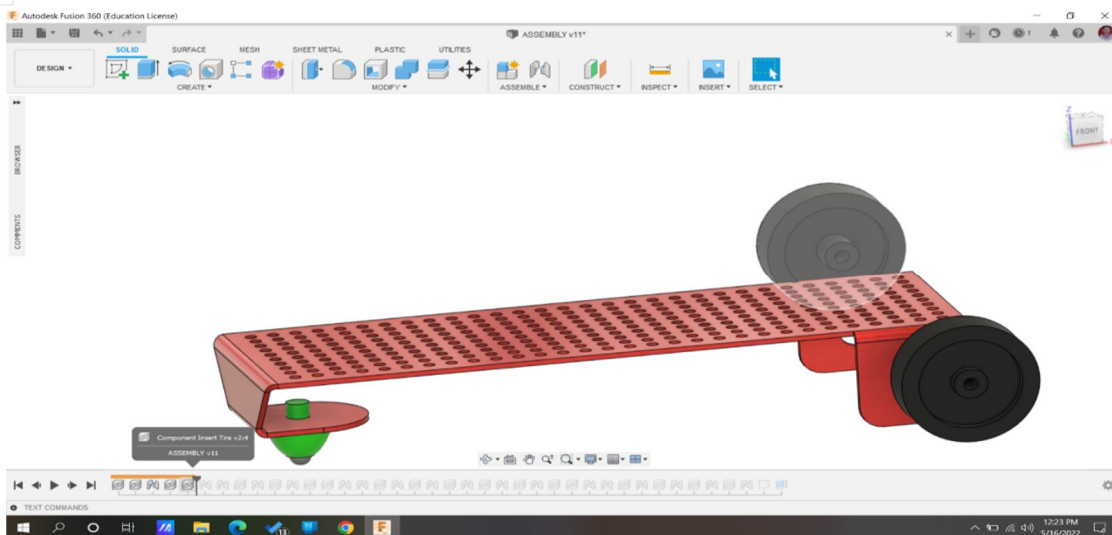 Autodesk Fusion 360 (Education License)
ASSEMBLY v11*
1
DESIGN
SOLID SURFACE MESH SHEET METAL PLASTIC UTILITIES
CREATE MODIFY ASSEMBLE CONSTRUCT INSPECT INSERT SELECT
BROWSER
COMMENTS
FRONT
Component Insert Tire v2:4
ASSEMBLY v11
TEXT COMMANDS
13
12:23 PM
5/16/2022